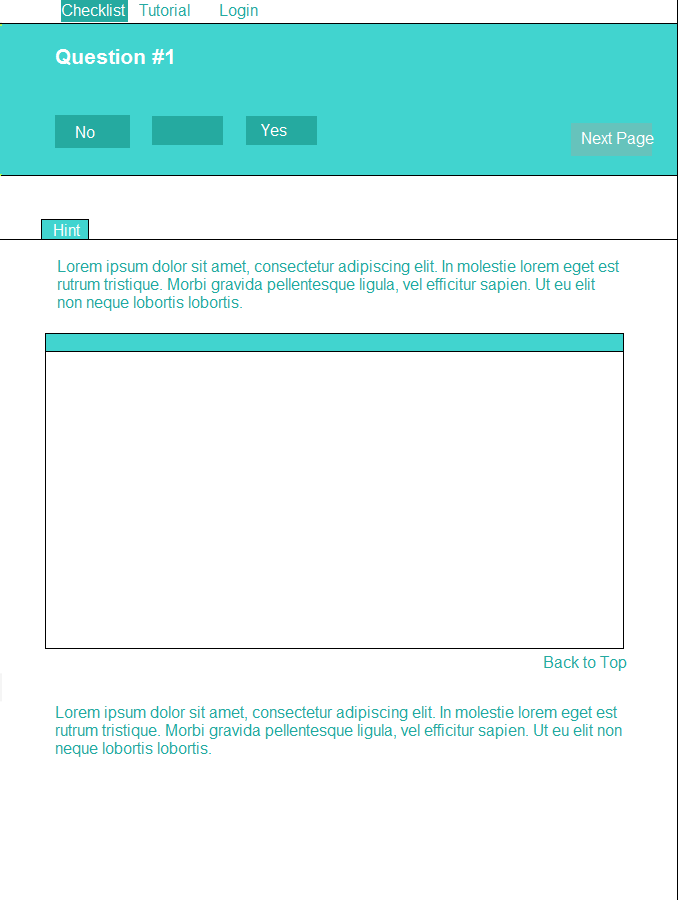 Checklist Tutorial Login
Question #1
No Yes Next Page
Hint
Lorem ipsum dolor sit amet, consectetur adipiscing elit. In molestie lorem eget est
rutrum tristique. Morbi gravida pellentesque ligula, vel efficitur sapien. Ut eu elit
non neque lobortis lobortis.
Back to Top
Lorem ipsum dolor sit amet, consectetur adipiscing elit. In molestie lorem eget est
rutrum tristique. Morbi gravida pellentesque ligula, vel efficitur sapien. Ut eu elit non
neque lobortis lobortis.